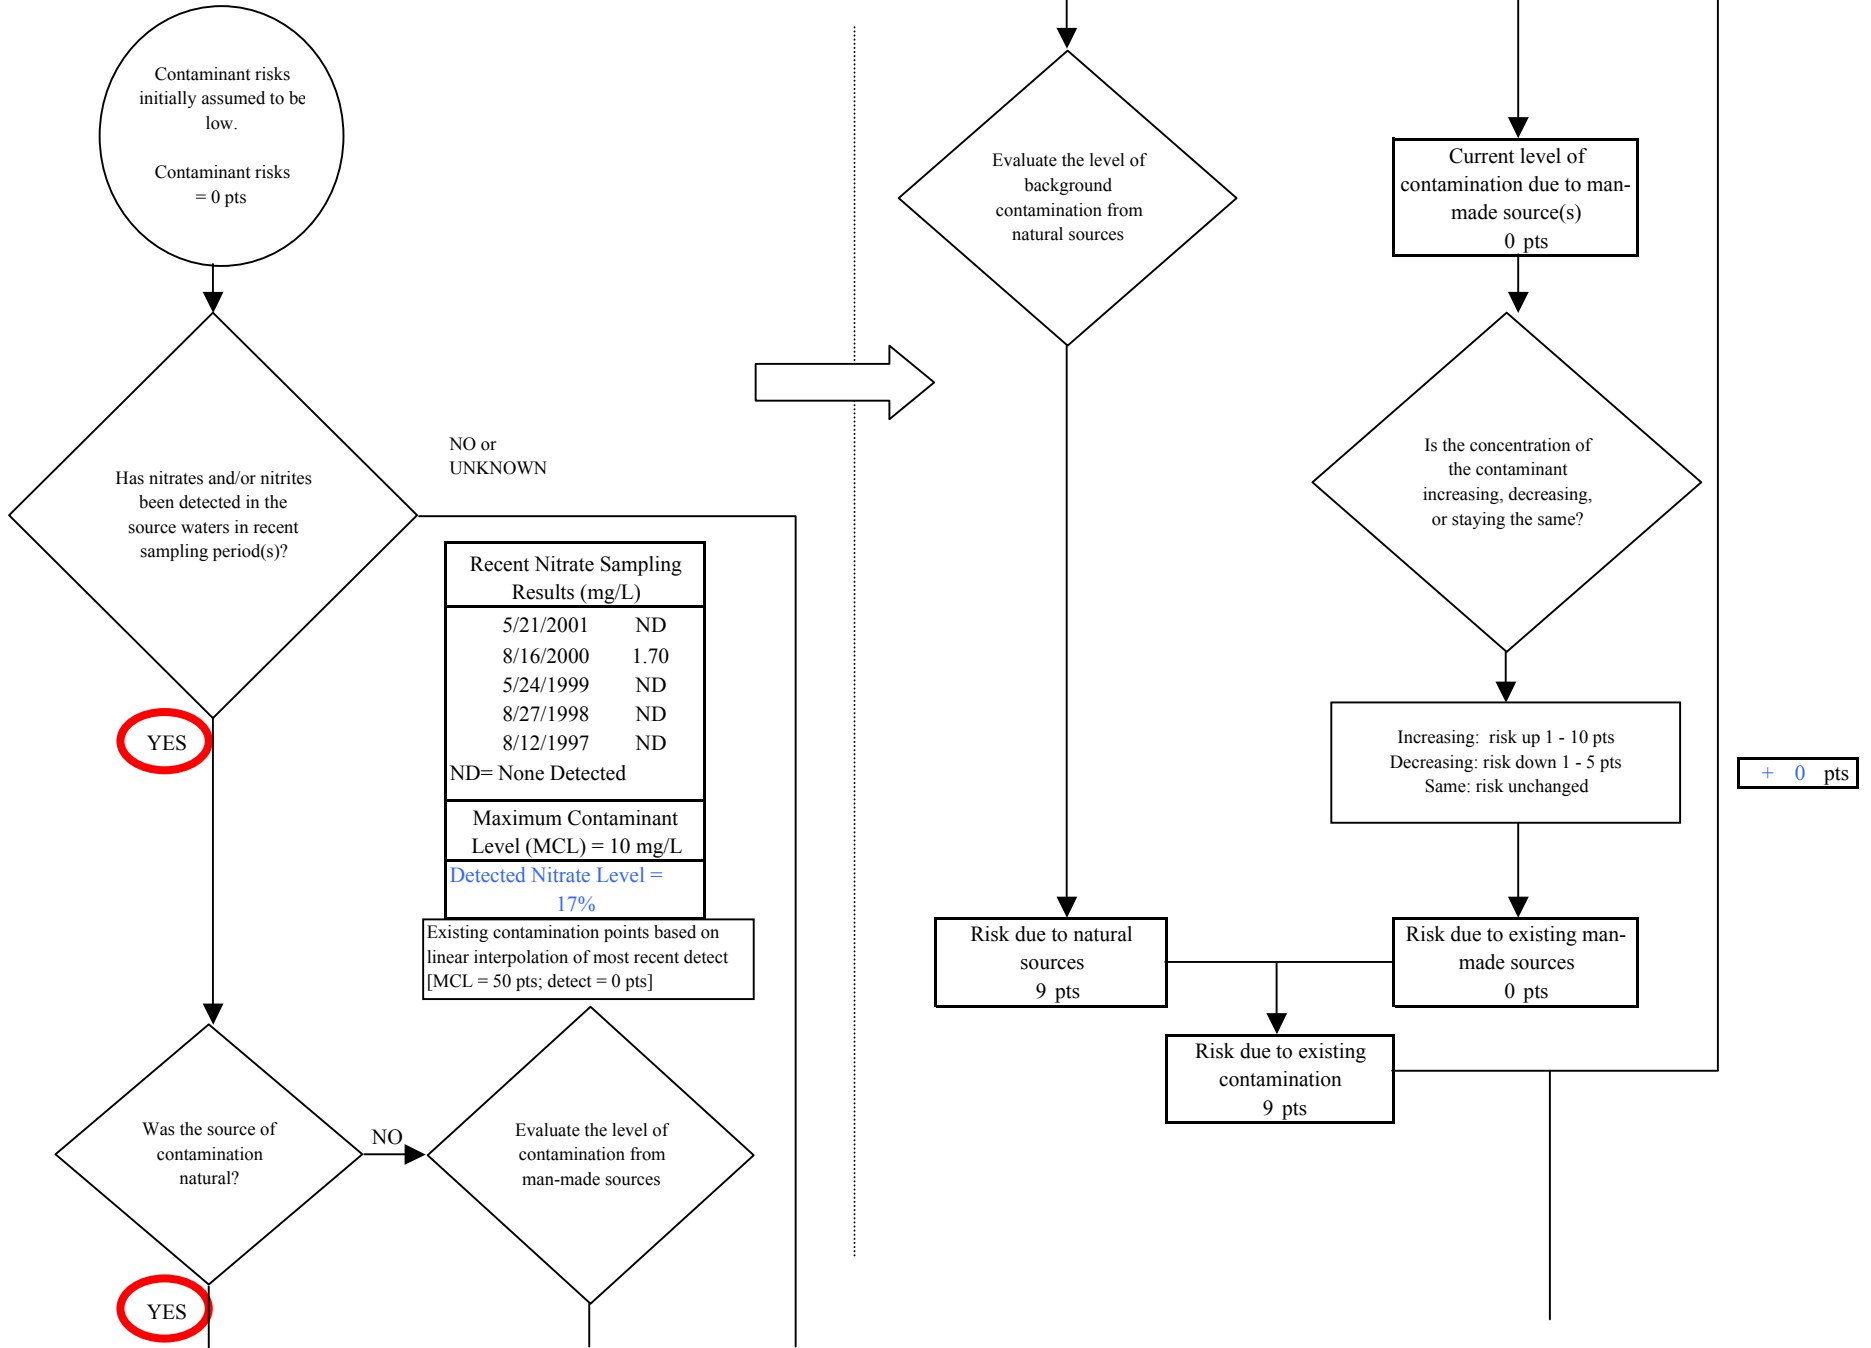 Contaminant risks
initially assumed to be
low.
Contaminant risks
= 0 pts
Has nitrates and/or nitrites
been detected in the
source waters in recent
sampling period(s)?
NO or
UNKNOWN
YES
Recent Nitrate Sampling
Results (mg/L)
5/21/2001 ND
8/16/2000 1.70
5/24/1999 ND
8/27/1998 ND
8/12/1997 ND
ND= None Detected
Maximum Contaminant
Level (MCL) = 10 mg/L
Detected Nitrate Level =
17%
Existing contamination points based on
linear interpolation of most recent detect
[MCL = 50 pts; detect = 0 pts]
Was the source of
contamination
natural?
NO
Evaluate the level of
contamination from
man-made sources
YES
Evaluate the level of
background
contamination from
natural sources
Current level of
contamination due to man-
made source(s)
0 pts
Is the concentration of
the contaminant
increasing, decreasing,
or staying the same?
Increasing: risk up 1 - 10 pts
Decreasing: risk down 1 - 5 pts
Same: risk unchanged
+ 0 pts
Risk due to natural
sources
9 pts
Risk due to existing man-
made sources
0 pts
Risk due to existing
contamination
9 pts